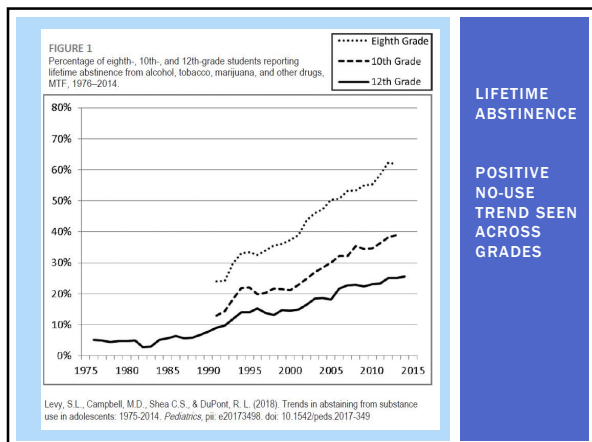 FIGURE 1
Percentage of eighth-, 10th-, and 12th-grade students reporting
lifetime abstinence from alcohol, tobacco, marijuana, and other drugs,
MTF, 1976–2014.
Eighth Grade
10th Grade
12th Grade
80%
70%
60%
50%
40%
30%
20%
10%
0%
1975 1980 1985 1990 1995 2000 2005 2010 2015
Levy, S.L., Campbell, M.D., Shea C.S., & DuPont, R. L. (2018). Trends in abstaining from substance
use in adolescents: 1975-2014. Pediatrics, pii: e20173498. doi: 10.1542/peds.2017-349
LIFETIME
ABSTINENCE
POSITIVE
NO-USE
TREND SEEN
ACROSS
GRADES